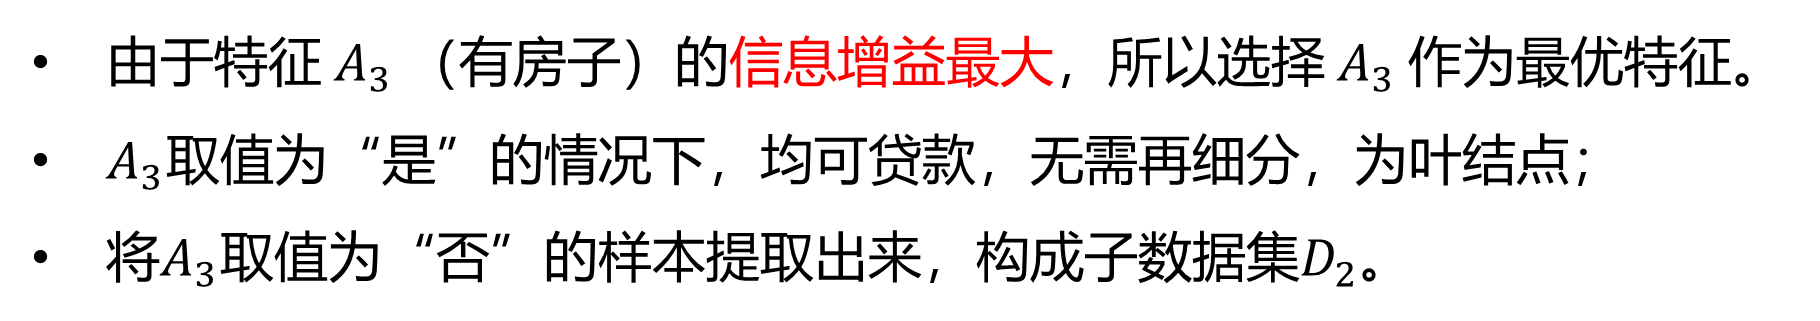 • 由于特征 A₃ （有房子）的信息增益最大，所以选择 A₃ 作为最优特征。
• A₃取值为“是”的情况下，均可贷款，无需再细分，为叶结点；
• 将A₃取值为“否”的样本提取出来，构成子数据集D₂。